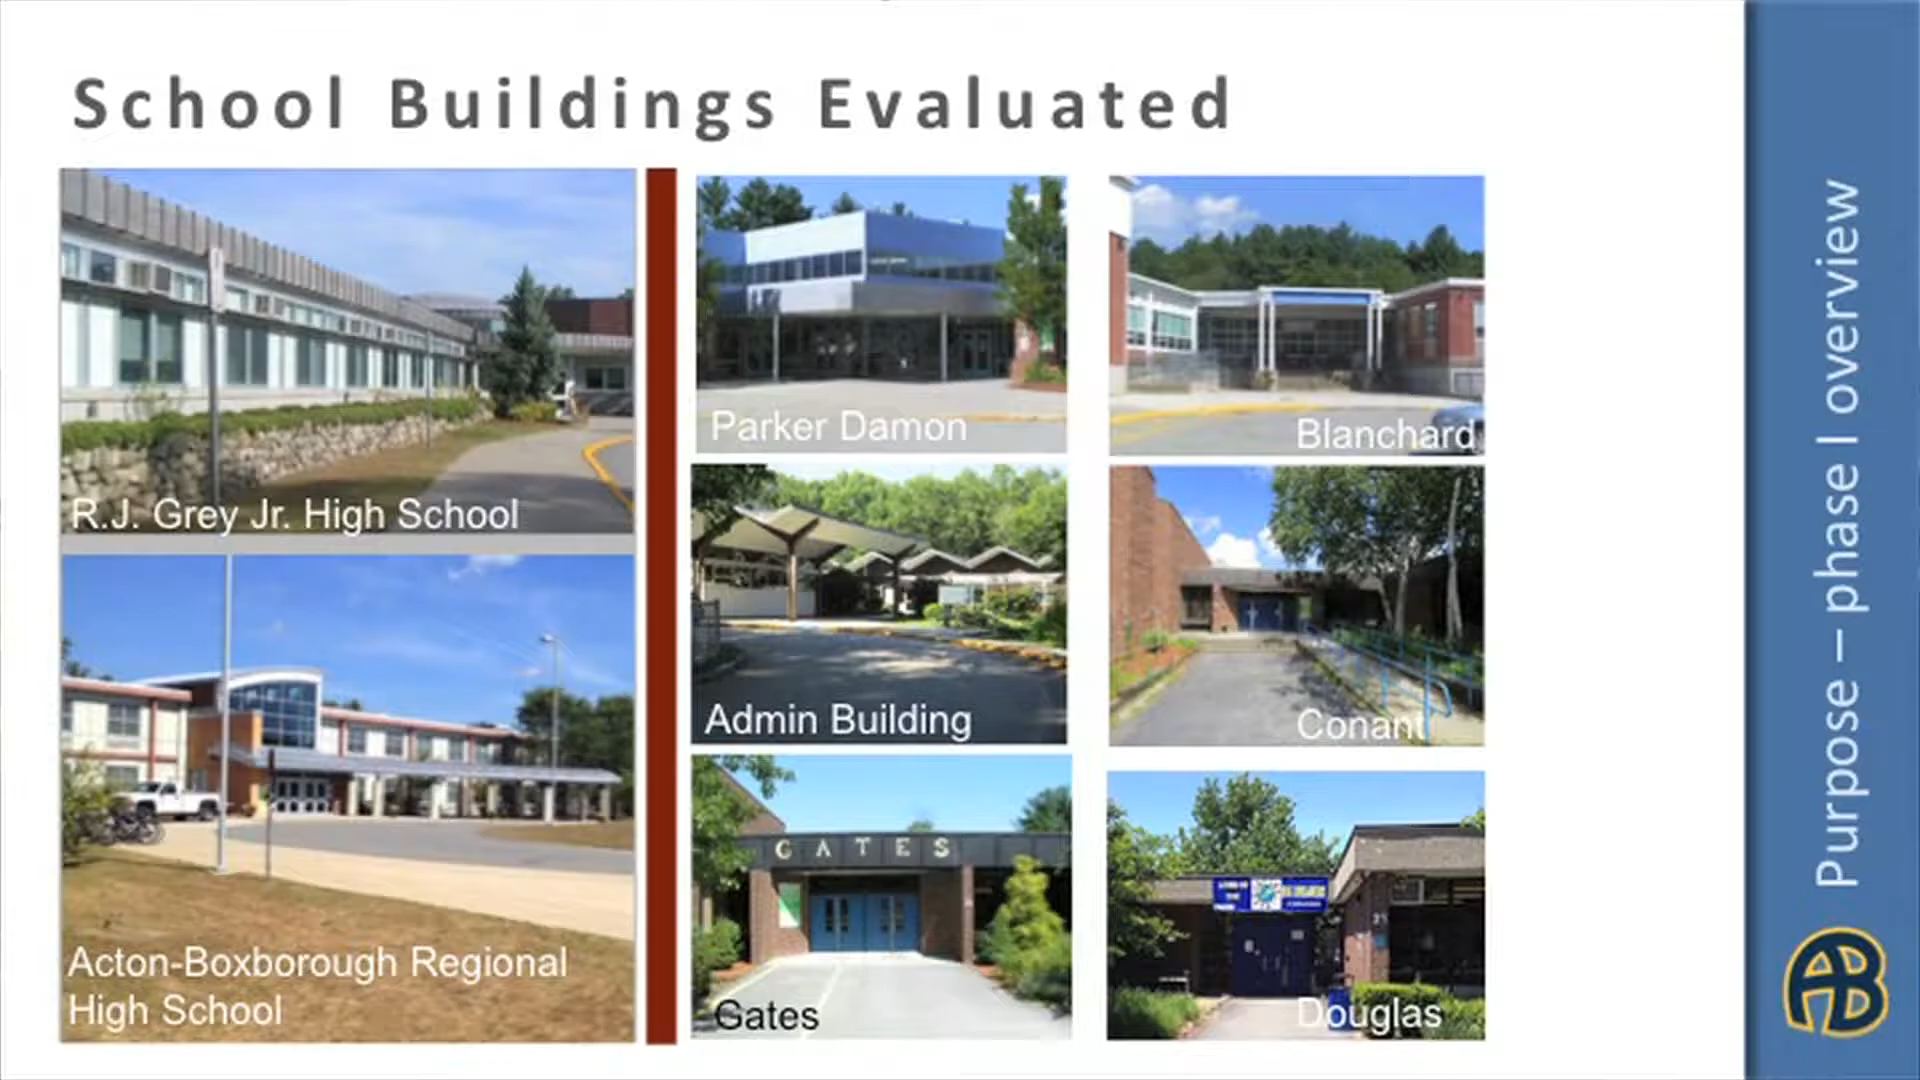 School Buildings Evaluated
R.J. Grey Jr. High School
Acton-Boxborough Regional
High School
Parker Damon
Blanchard
Admin Building
Conant
GATES
Gates
Douglas
Purpose – phase I overview
AB